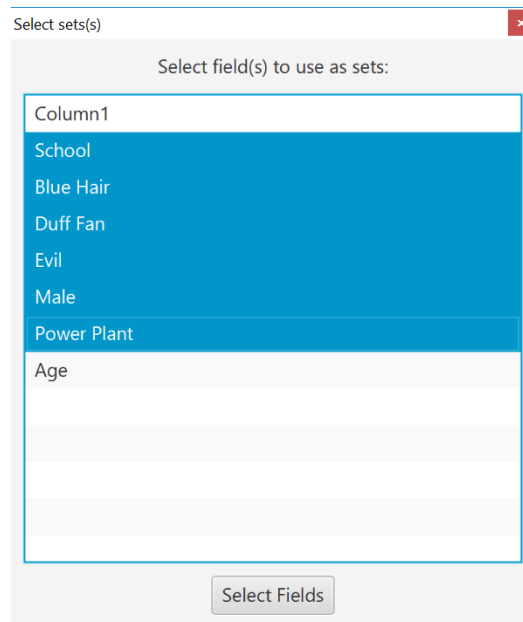 Select sets(s)
Select field(s) to use as sets:
Column1
School
Blue Hair
Duff Fan
Evil
Male
Power Plant
Age
Select Fields